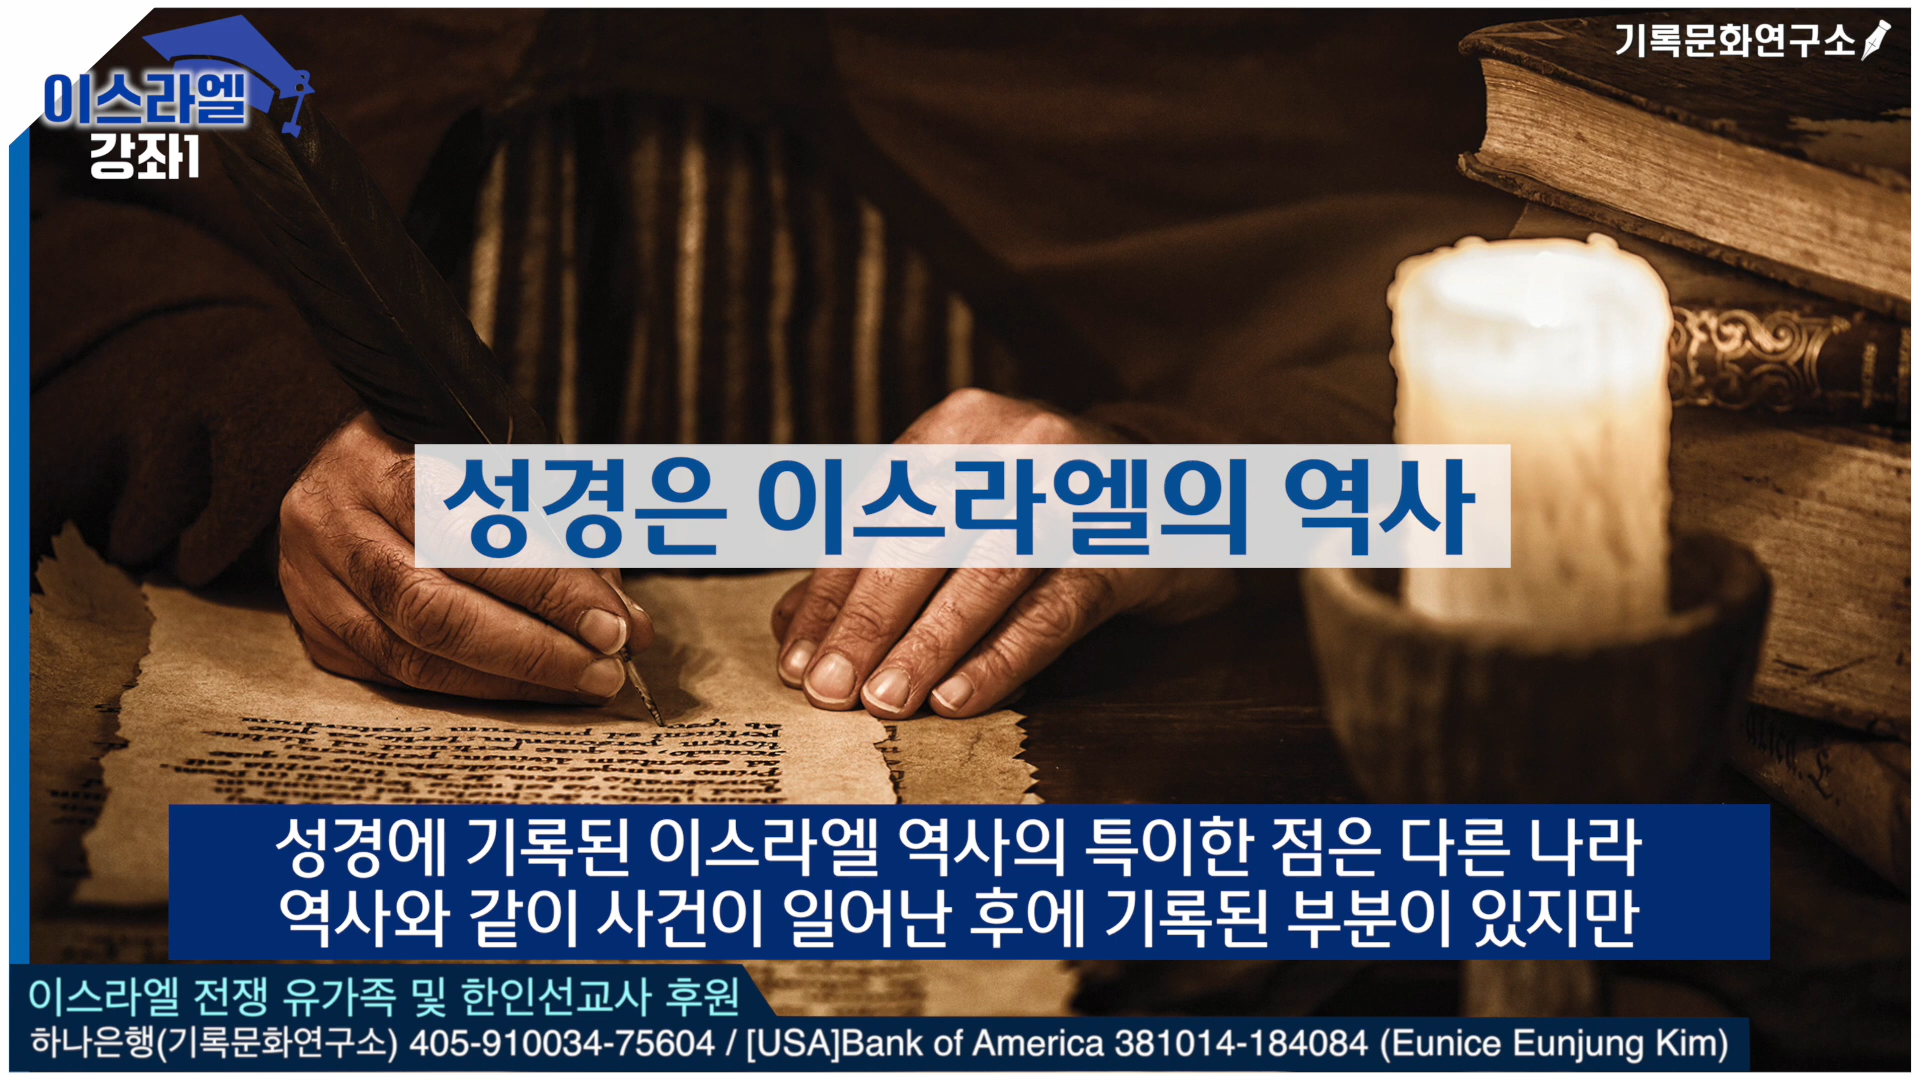 이스라엘
강좌1
기록문화연구소
성경은 이스라엘의 역사
성경에 기록된 이스라엘 역사의 특이한 점은 다른 나라
역사와 같이 사건이 일어난 후에 기록된 부분이 있지만
이스라엘 전쟁 유가족 및 한인선교사 후원
하나은행(기록문화연구소) 405-910034-75604 / [USA]Bank of America 381014-184084 (Eunice Eunjung Kim)